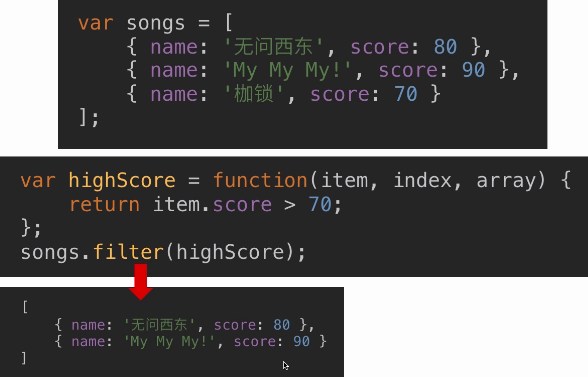 var songs = [
{ name: '无问西东', score: 80 },
{ name: 'My My My!', score: 90 },
{ name: '枷锁', score: 70 }
];
var highScore = function(item, index, array) {
return item.score > 70;
};
songs.filter(highScore);
[
{ name: '无问西东', score: 80 },
{ name: 'My My My!', score: 90 }
]